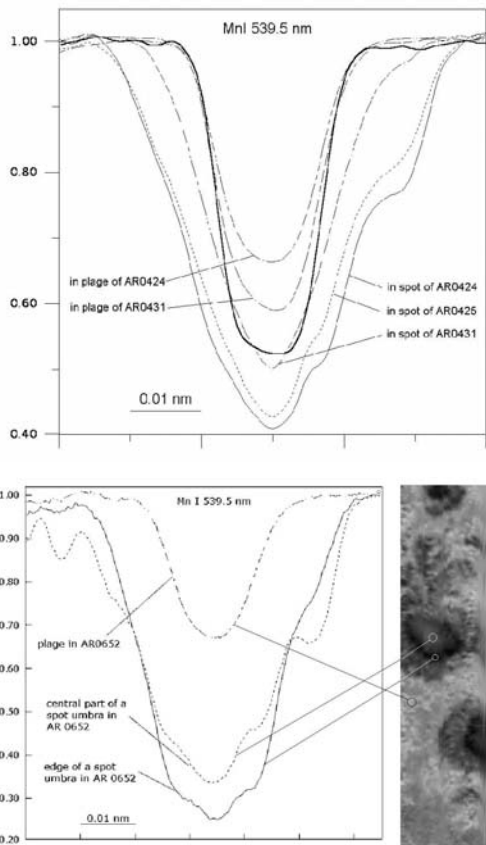 MnI 539.5 nm
1.00
0.80
0.60
0.40
in plage of AR0424
in plage of AR0431
in spot of AR0424
in spot of AR0425
in spot of AR0431
0.01 nm
Mn I 539.5 nm
1.00
0.90
0.80
0.70
0.60
0.50
0.40
0.30
0.20
plage in AR0652
central part of a
spot umbra in
AR 0652
edge of a spot
umbra in AR 0652
0.01 nm